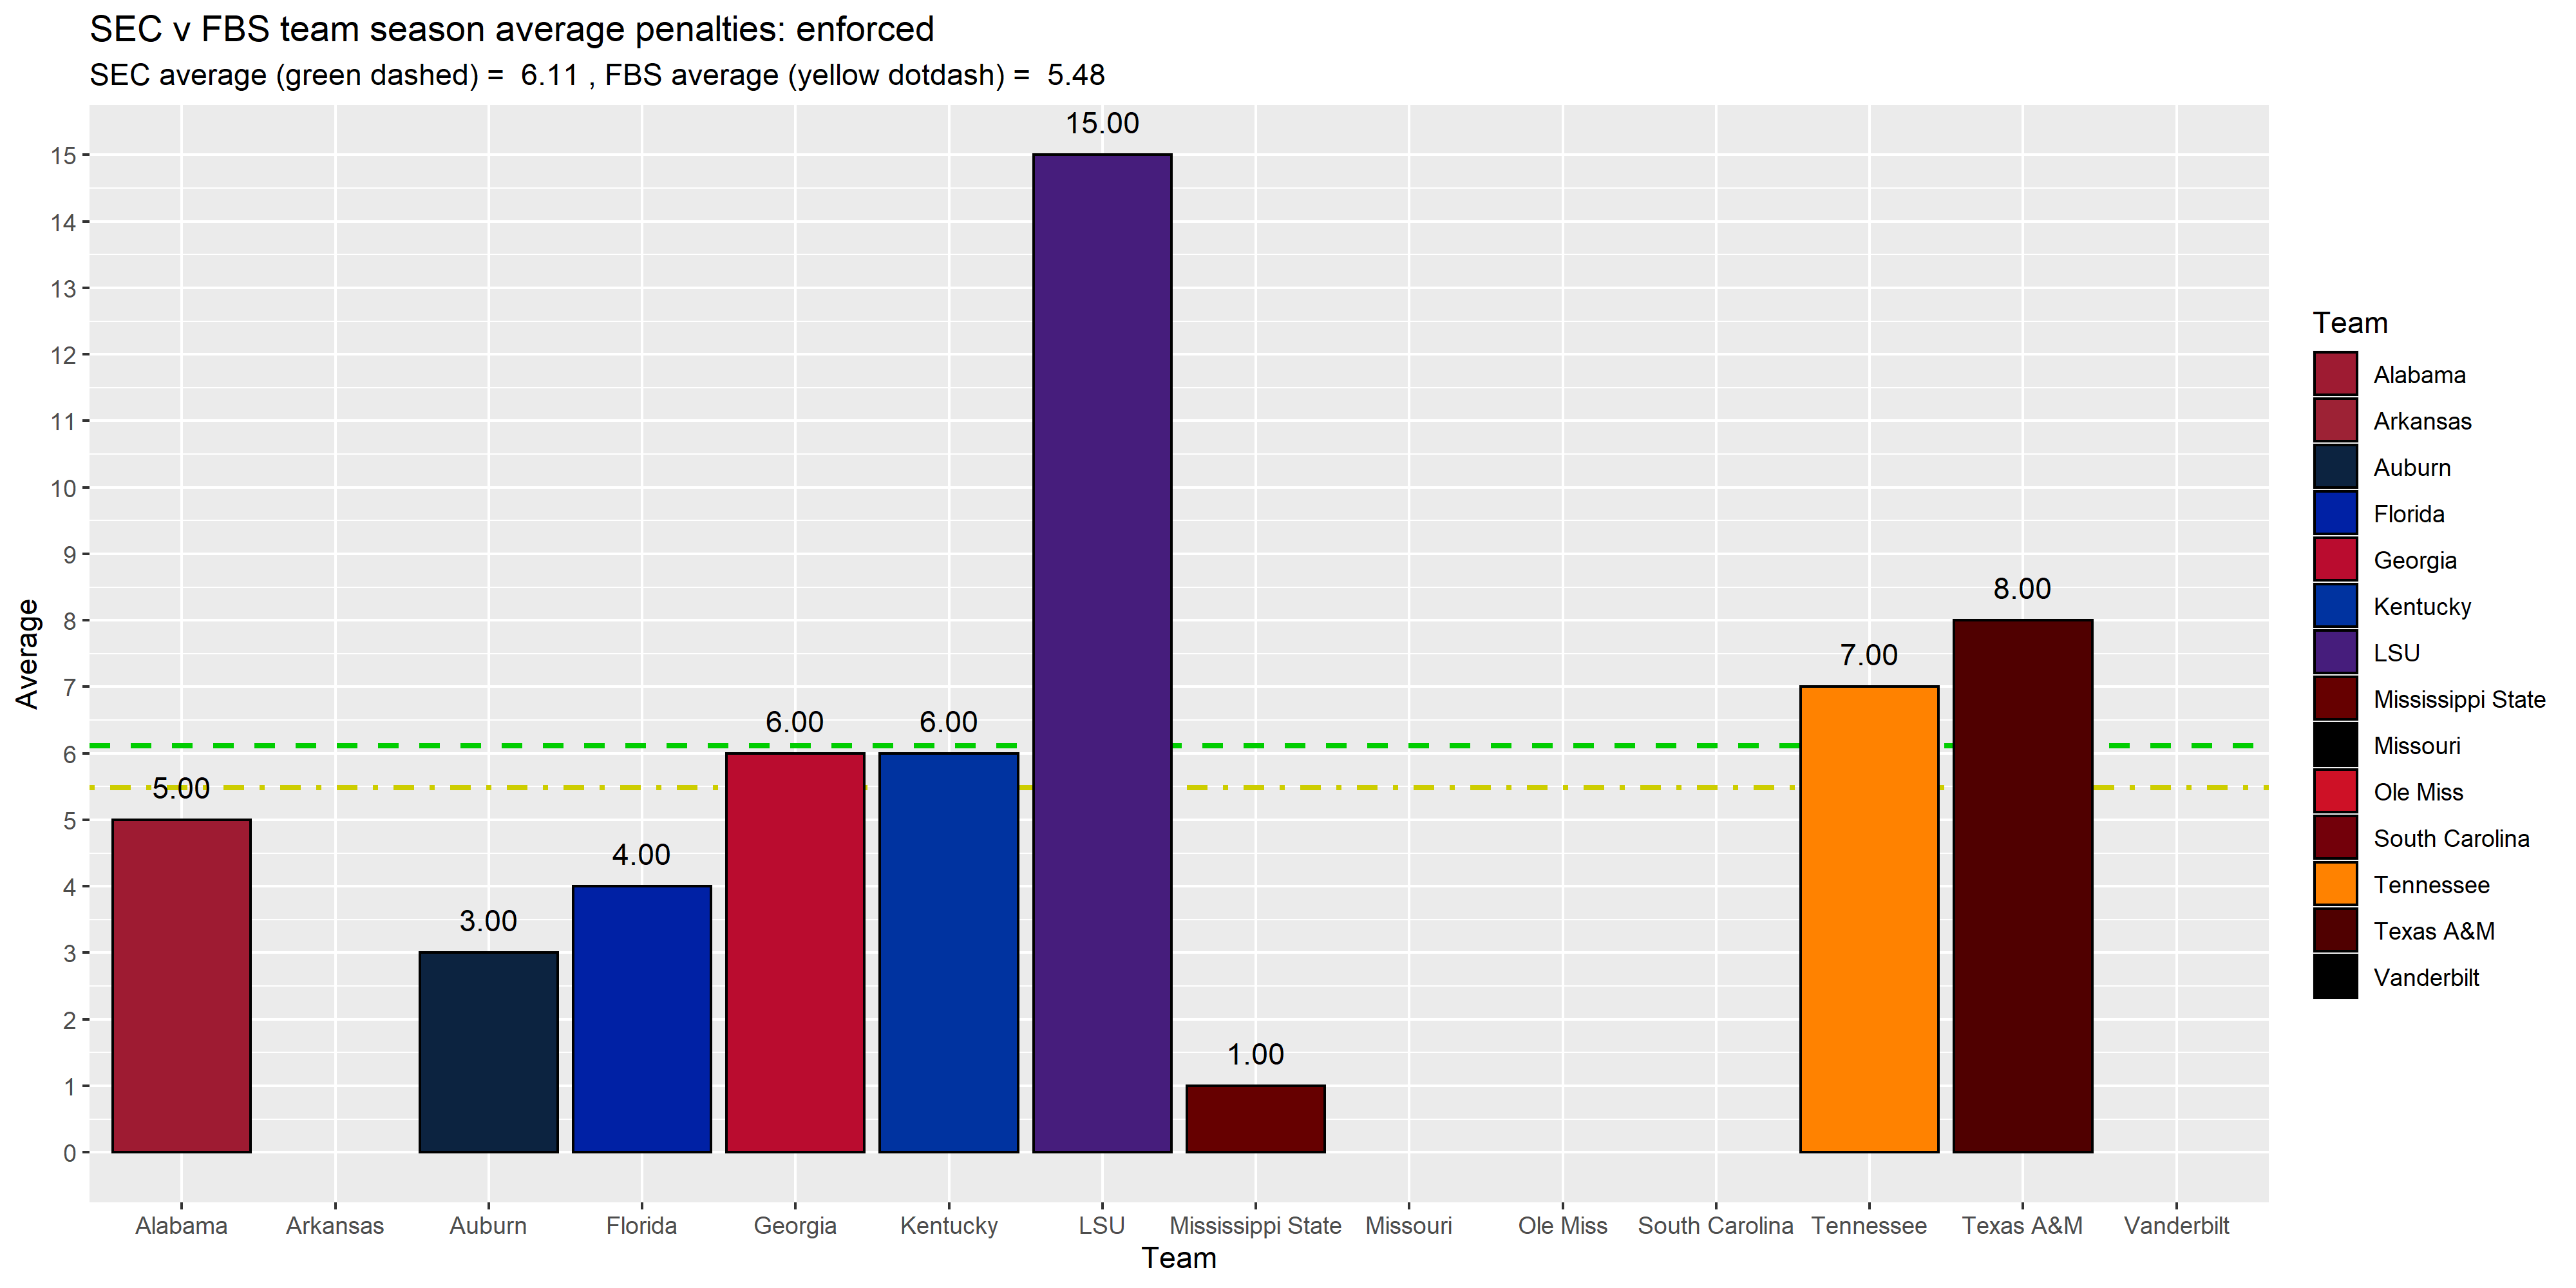 SEC v FBS team season average penalties: enforced
SEC average (green dashed) =  6.11 , FBS average (yellow dotdash) =  5.48
Average
15
14
13
12
11
10
9
8
7
6
5
4
3
2
1
0
5.00
3.00
4.00
6.00
6.00
15.00
1.00
7.00
8.00
Alabama Arkansas Auburn Florida Georgia Kentucky LSU Mississippi State Missouri Ole Miss South Carolina Tennessee Texas A&M Vanderbilt
Team
Team
Alabama
Arkansas
Auburn
Florida
Georgia
Kentucky
LSU
Mississippi State
Missouri
Ole Miss
South Carolina
Tennessee
Texas A&M
Vanderbilt